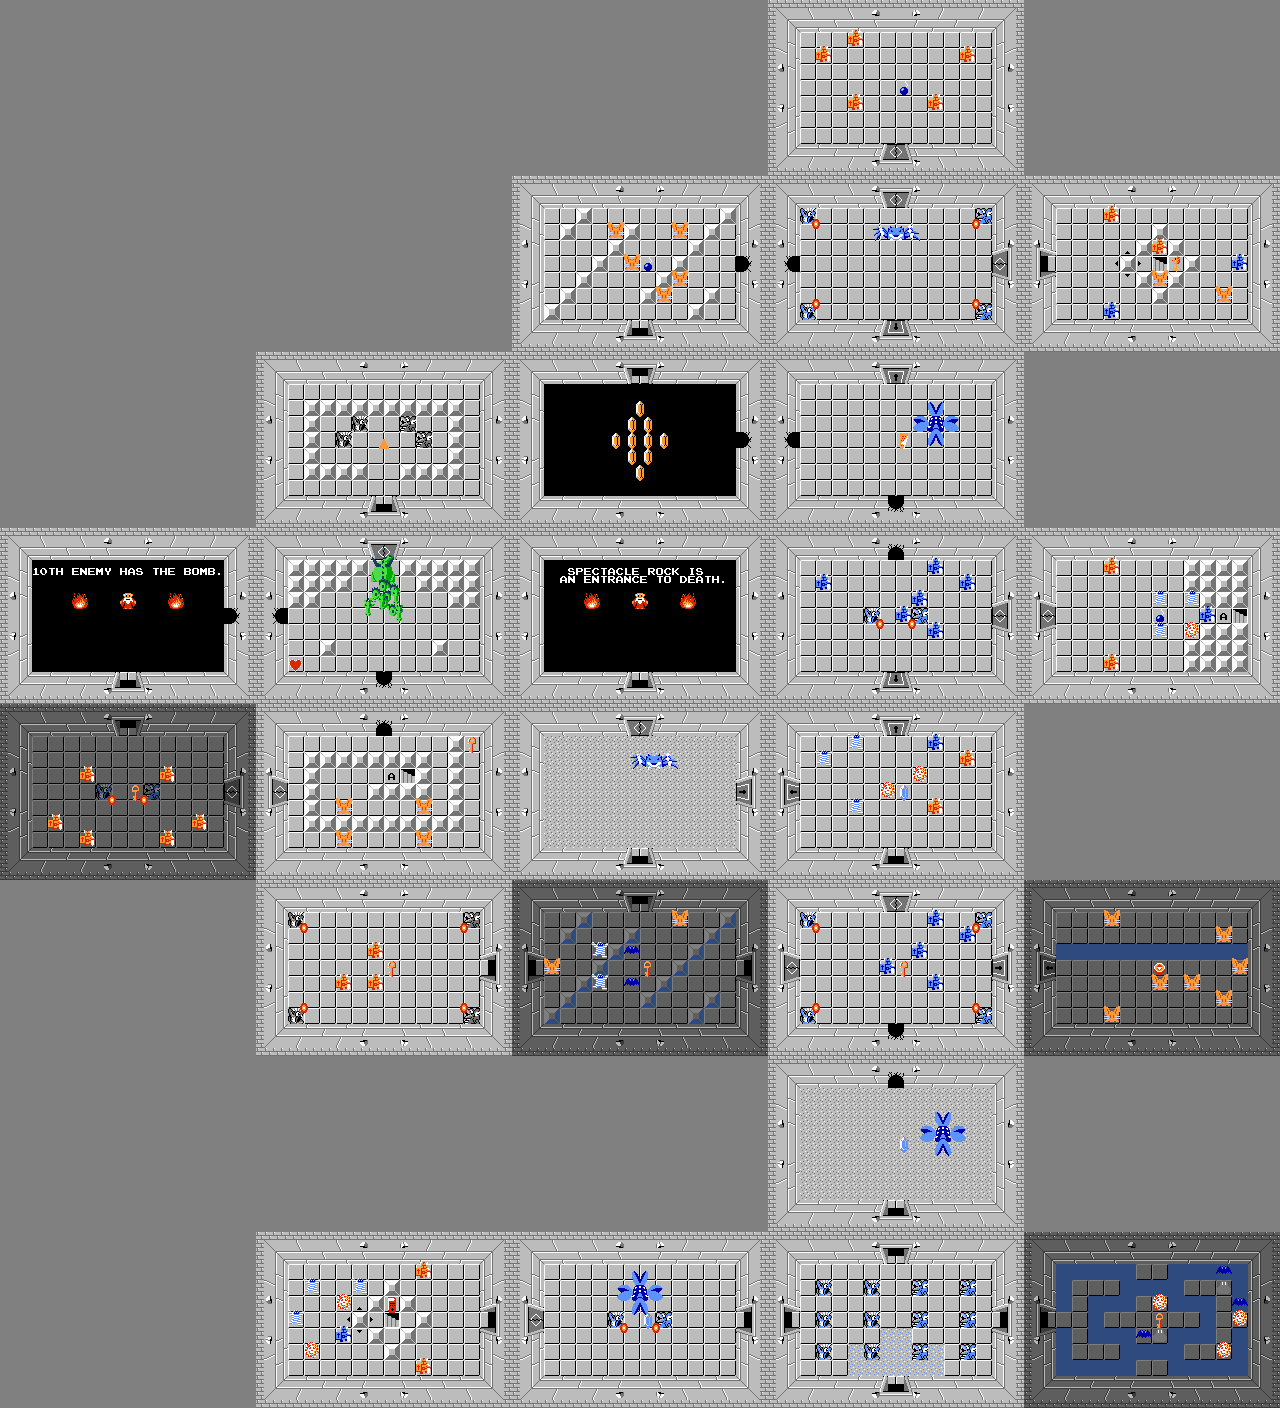 10TH ENEMY HAS THE BOMB.
SPECTACLE ROCK IS
AN ENTRANCE TO DEATH.
A
A